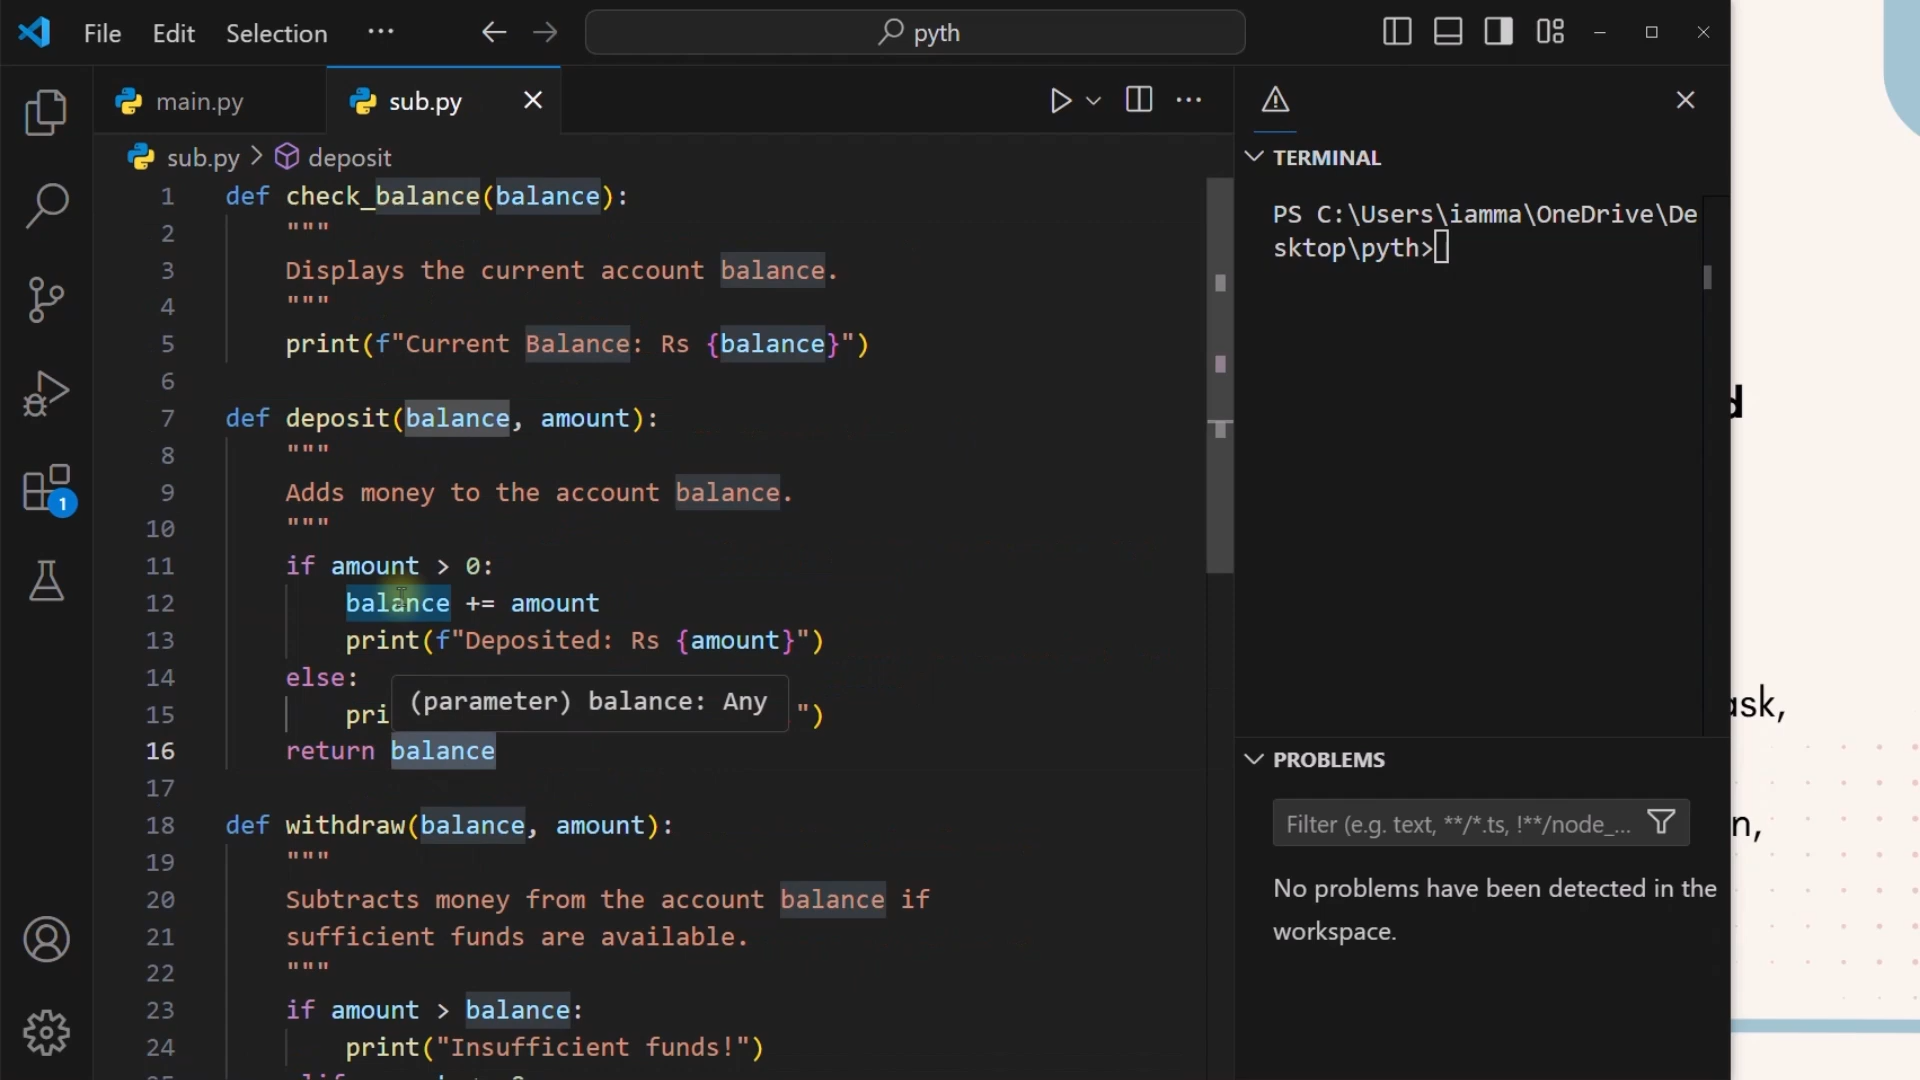 File Edit Selection ··· pyth
main.py sub.py
sub.py > deposit
1 def check_balance(balance):
2 """
3 Displays the current account balance.
4 """
5 print(f"Current Balance: Rs {balance}")
6
7 def deposit(balance, amount):
8 """
9 Adds money to the account balance.
10 """
11 if amount > 0:
12 balance += amount
13 print(f"Deposited: Rs {amount}")
14 else:
(parameter) balance: Any
15 pri ")
16 return balance
17
18 def withdraw(balance, amount):
19 """
20 Subtracts money from the account balance if
21 sufficient funds are available.
22 """
23 if amount > balance:
24 print("Insufficient funds!")
1
TERMINAL
PS C:\Users\iamma\OneDrive\De
sktop\pyth>
PROBLEMS
Filter (e.g. text, **/*.ts, !**/node_...
No problems have been detected in the
workspace.
d
ask,
n,